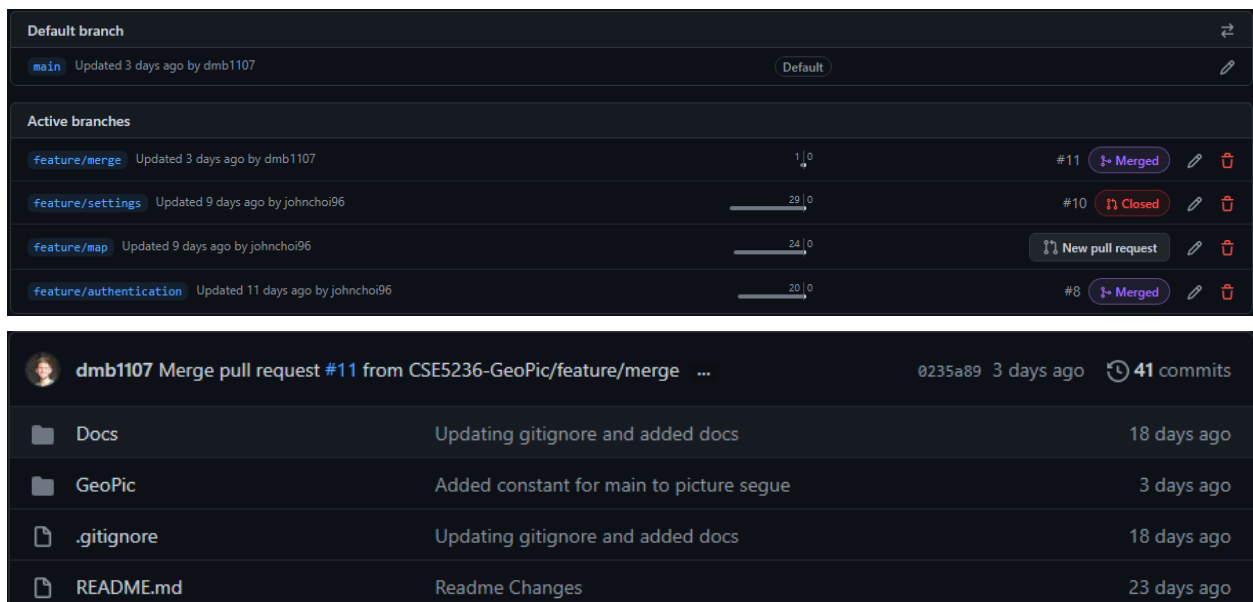 Default branch
main Updated 3 days ago by dmb1107 Default
Active branches
feature/merge Updated 3 days ago by dmb1107 1 0 #11 Merged
feature/settings Updated 9 days ago by johnchoi96 29 0 #10 Closed
feature/map Updated 9 days ago by johnchoi96 24 0 New pull request
feature/authentication Updated 11 days ago by johnchoi96 20 0 #8 Merged
dmb1107 Merge pull request #11 from CSE5236-GeoPic/feature/merge ... 0235a89 3 days ago 41 commits
Docs Updating gitignore and added docs 18 days ago
GeoPic Added constant for main to picture segue 3 days ago
.gitignore Updating gitignore and added docs 18 days ago
README.md Readme Changes 23 days ago